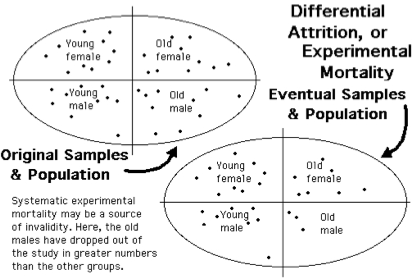 Differential
Attrition, or
Experimental
Mortality
Eventual Samples
& Population
Young
female
Old
female
Young
male
Old
male
Original Samples
& Population
Systematic experimental
mortality may be a source
of invalidity. Here, the old
males have dropped out of
the study in greater numbers
than the other groups.
Young
female
Old
female
Young
male
Old
male